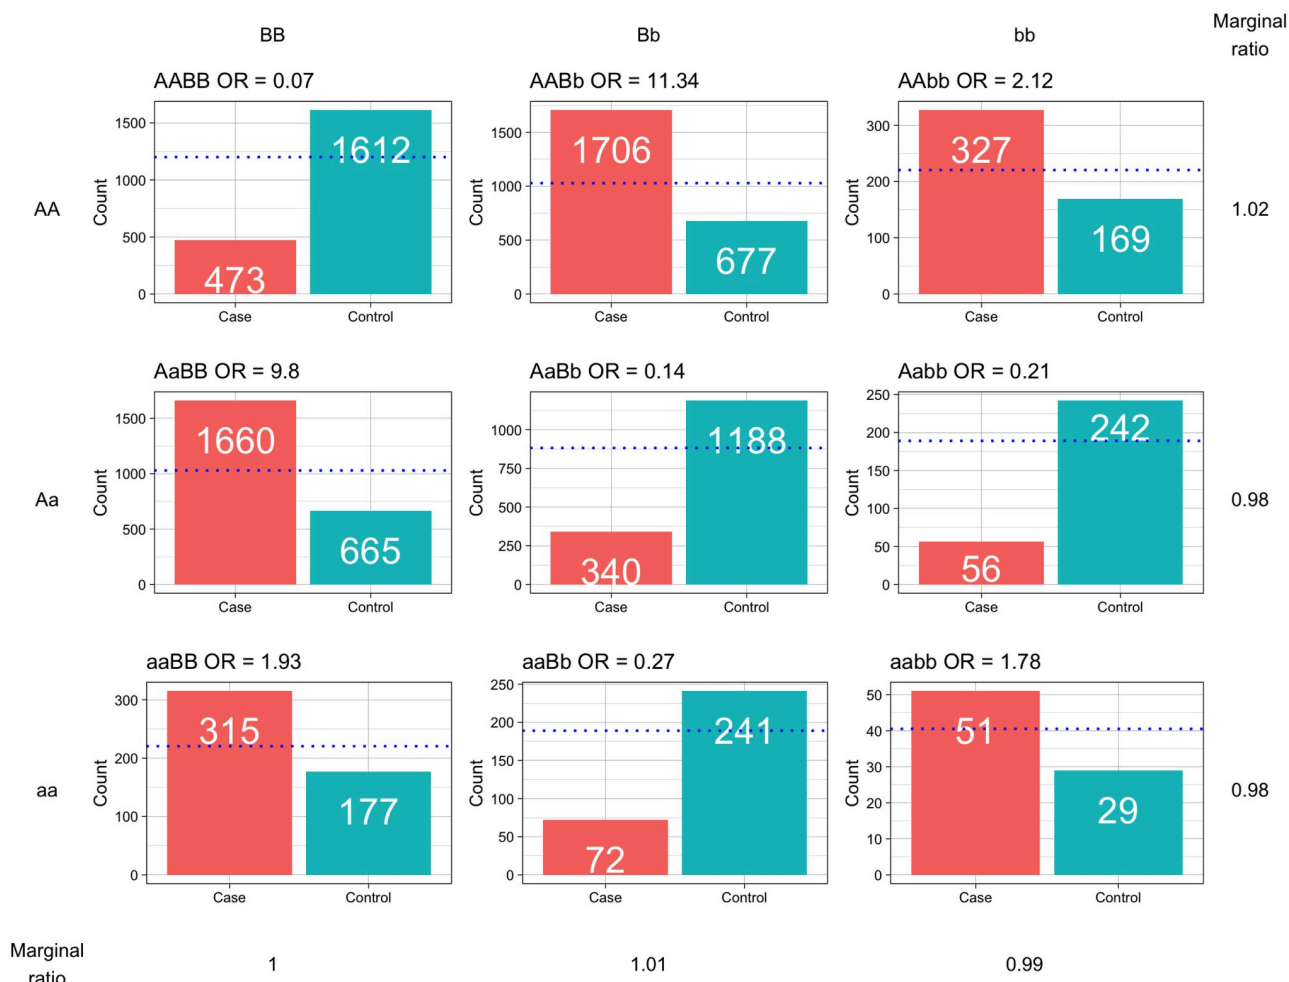 BB
Bb
bb
Marginal
ratio
AABB OR = 0.07
AABb OR = 11.34
AAbb OR = 2.12
AA
Count
1500
1000
500
0
473
1612
Case
Control
Count
1500
1000
500
0
1706
677
Case
Control
Count
300
200
100
0
327
169
Case
Control
1.02
AaBB OR = 9.8
AaBb OR = 0.14
Aabb OR = 0.21
Aa
Count
1500
1000
500
0
1660
665
Case
Control
Count
1000
750
500
250
0
340
1188
Case
Control
Count
250
200
150
100
50
0
56
242
Case
Control
0.98
aaBB OR = 1.93
aaBb OR = 0.27
aabb OR = 1.78
aa
Count
300
200
100
0
315
177
Case
Control
Count
250
200
150
100
50
0
72
241
Case
Control
Count
50
40
30
20
10
0
51
29
Case
Control
0.98
Marginal
ratio
1
1.01
0.99